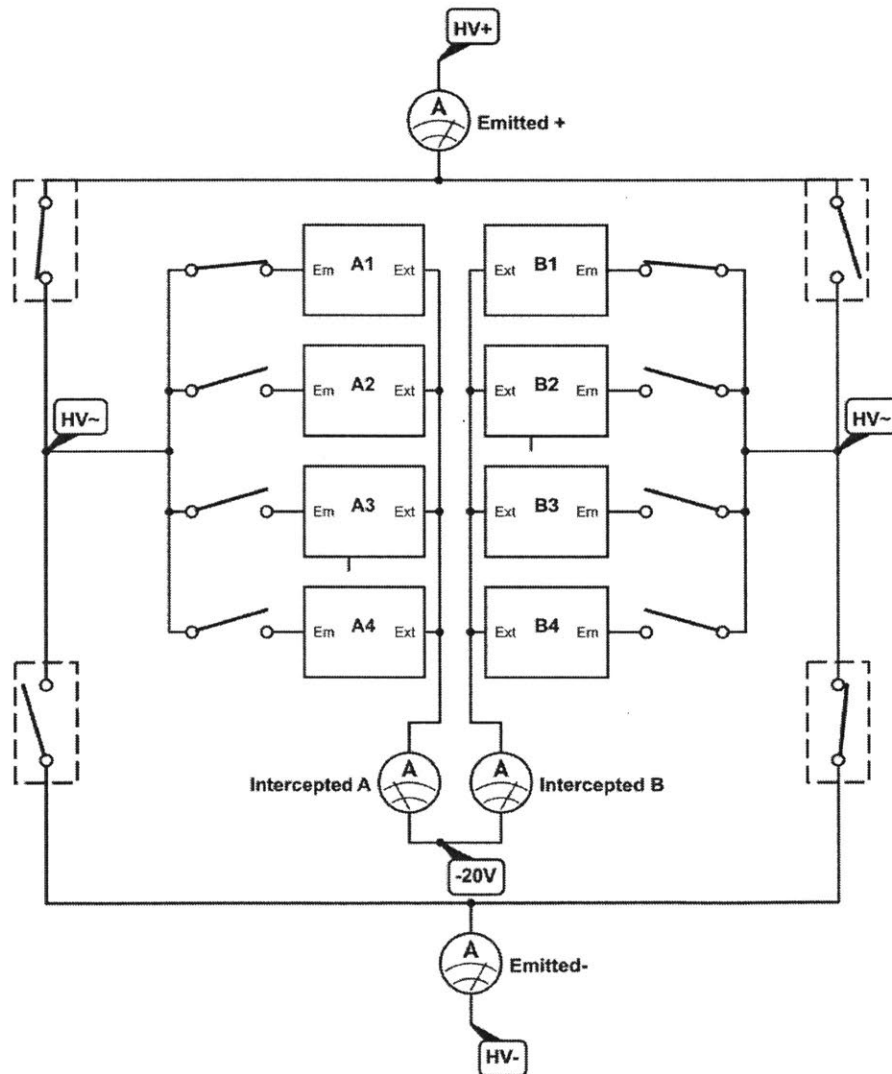 HV+
A
Emitted +
Em A1 Ext
Ext B1 Em
Em A2 Ext
Ext B2 Em
HV~
HV~
Em A3 Ext
Ext B3 Em
Em A4 Ext
Ext B4 Em
Intercepted A
A
A
Intercepted B
-20V
A
Emitted-
HV-